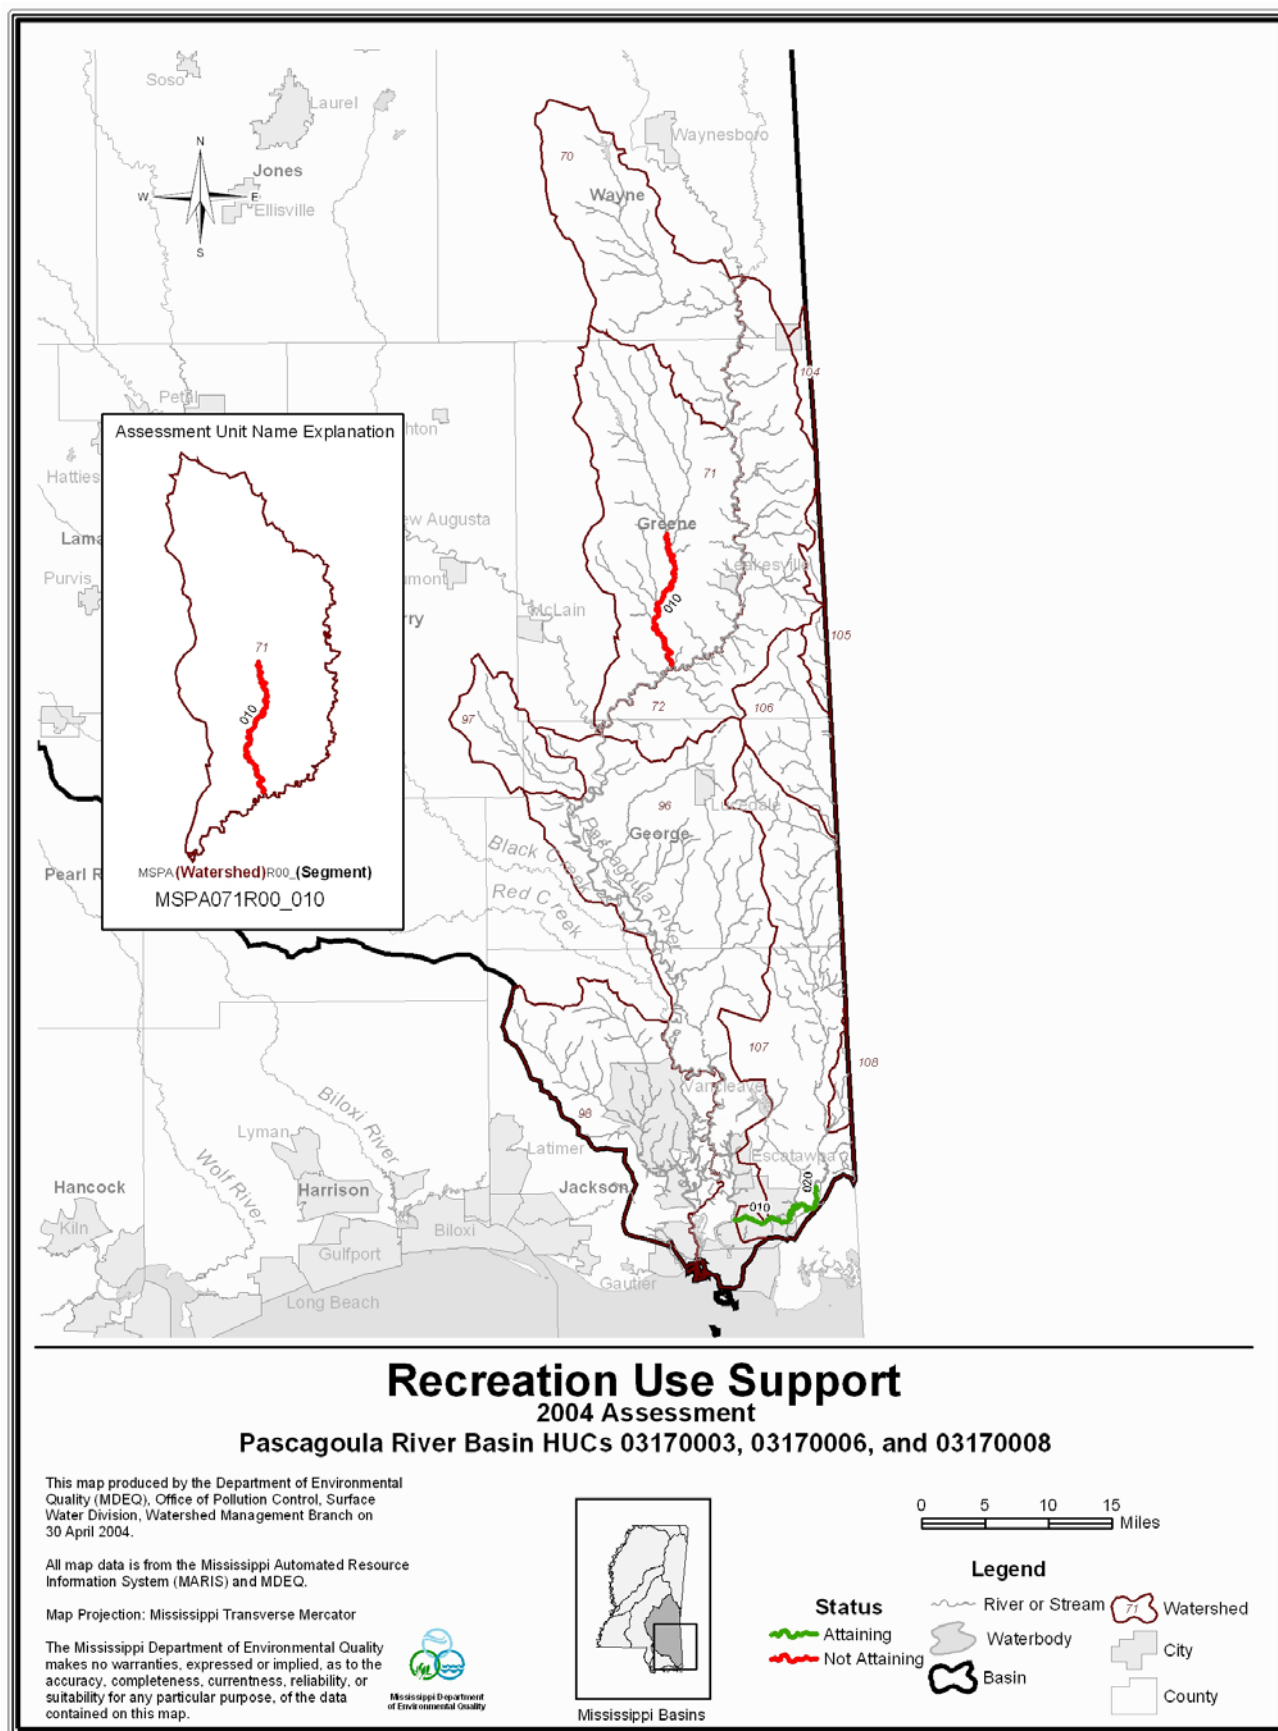 Soso
Laurel
Waynesboro
70
N
Jones
Wayne
W
E
Ellisville
S
104
Petal
Assessment Unit Name Explanation
hton
71
Hatties
ew Augusta
Greene
Lama
Leakesville
Purvis
umont
010
McLain
rry
105
71
97
72
106
010
96
Lucedale
George
Pascagoula River
Black Creek
Pearl R
MSPA(Watershed)R00_(Segment)
Red Creek
MSPA071R00_010
107
108
Vancleave
Biloxi River
98
Lyman
Latimer
Escatawpa
Wolf River
020
Hancock
Harrison
Jackson
010
Kiln
Biloxi
Gulfport
Gautier
Long Beach
Recreation Use Support
2004 Assessment
Pascagoula River Basin HUCs 03170003, 03170006, and 03170008
This map produced by the Department of Environmental
Quality (MDEQ), Office of Pollution Control, Surface
Water Division, Watershed Management Branch on
30 April 2004.
All map data is from the Mississippi Automated Resource
Information System (MARIS) and MDEQ.
Map Projection: Mississippi Transverse Mercator
The Mississippi Department of Environmental Quality
makes no warranties, expressed or implied, as to the
accuracy, completeness, currentness, reliability, or
suitability for any particular purpose, of the data
contained on this map.
Mississippi Department
of Environmental Quality
Mississippi Basins
0 5 10 15
Miles
Legend
Status
Attaining
Not Attaining
River or Stream
Waterbody
Basin
71
Watershed
City
County